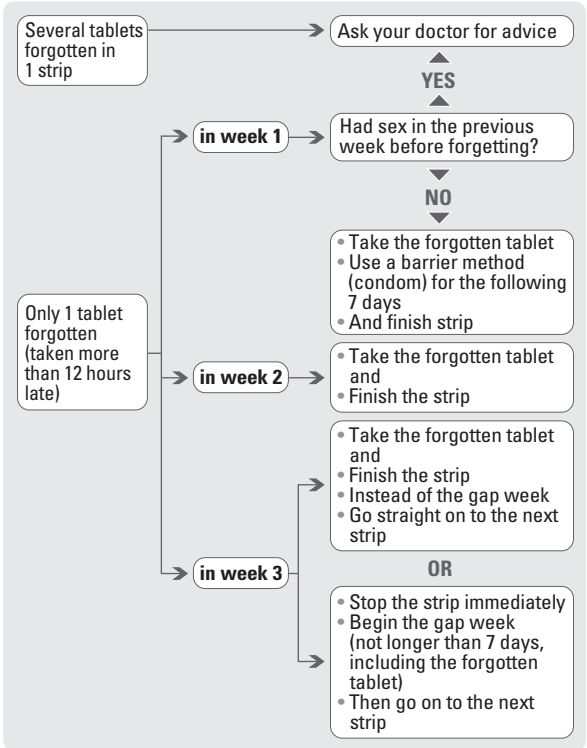 Several tablets
forgotten in
1 strip
Ask your doctor for advice
YES
in week 1
Had sex in the previous
week before forgetting?
NO
• Take the forgotten tablet
• Use a barrier method
(condom) for the following
7 days
• And finish strip
Only 1 tablet
forgotten
(taken more
than 12 hours
late)
in week 2
• Take the forgotten tablet
and
• Finish the strip
in week 3
• Take the forgotten tablet
and
• Finish the strip
• Instead of the gap week
• Go straight on to the next
strip
OR
• Stop the strip immediately
• Begin the gap week
(not longer than 7 days,
including the forgotten
tablet)
• Then go on to the next
strip